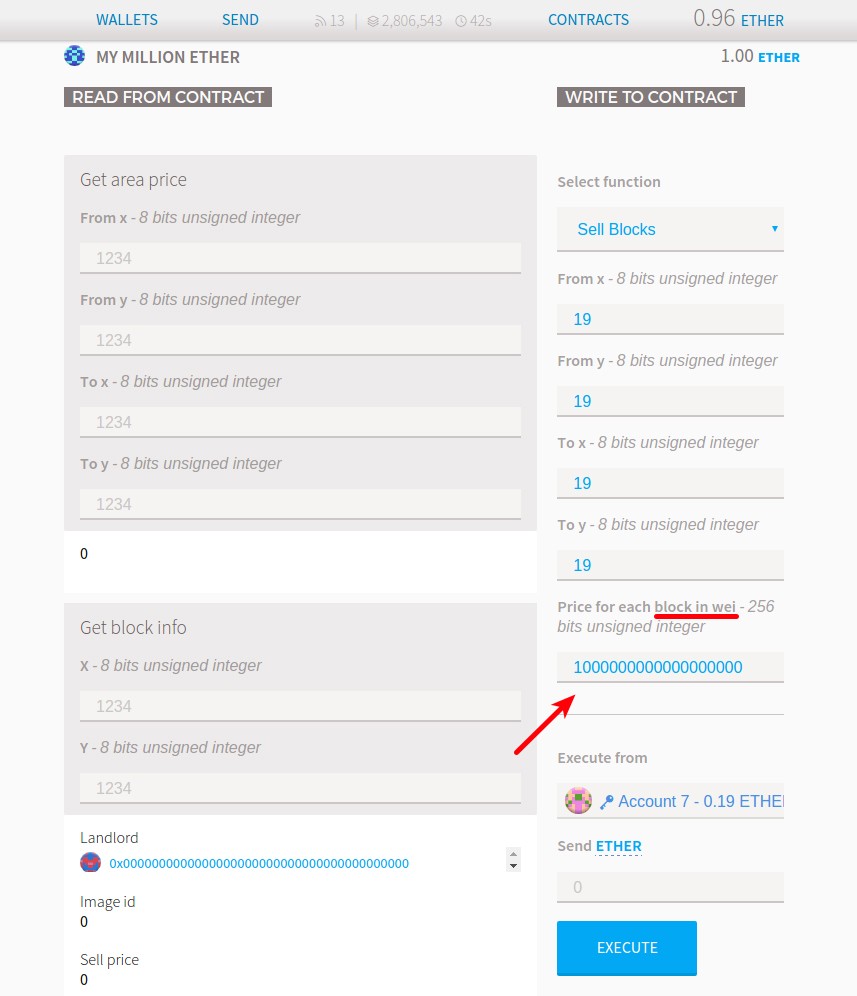 WALLETS SEND 13 | 2,806,543 42s CONTRACTS 0.96 ETHER
MY MILLION ETHER 1.00 ETHER
READ FROM CONTRACT
Get area price
From x - 8 bits unsigned integer
1234
From y - 8 bits unsigned integer
1234
To x - 8 bits unsigned integer
1234
To y - 8 bits unsigned integer
1234
0
Get block info
X - 8 bits unsigned integer
1234
Y - 8 bits unsigned integer
1234
Landlord
0x0000000000000000000000000000000000000000
Image id
0
Sell price
0
WRITE TO CONTRACT
Select function
Sell Blocks
From x - 8 bits unsigned integer
19
From y - 8 bits unsigned integer
19
To x - 8 bits unsigned integer
19
To y - 8 bits unsigned integer
19
Price for each block in wei - 256
bits unsigned integer
1000000000000000000
Execute from
Account 7 - 0.19 ETHE
Send ETHER
0
EXECUTE